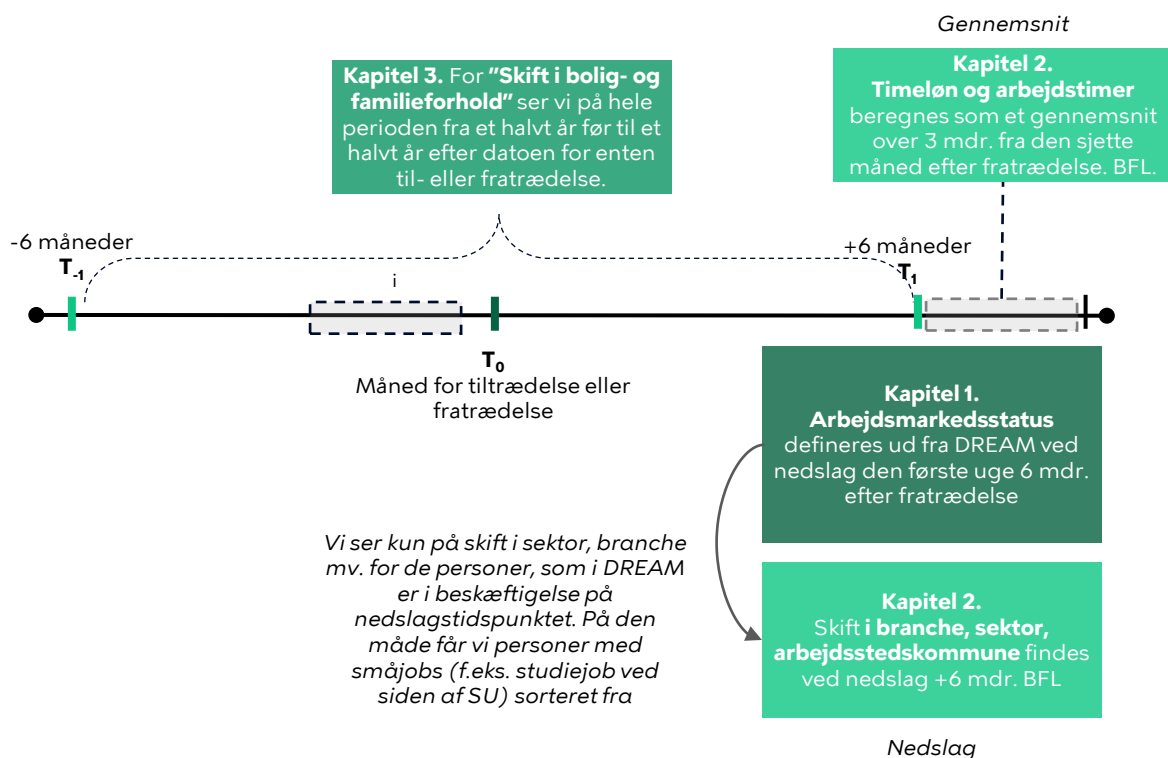 Gennemsnit
Kapitel 3. For ”Skift i bolig- og
familieforhold” ser vi på hele
perioden fra et halvt år før til et
halvt år efter datoen for enten
til- eller fratrædelse.
Kapitel 2.
Timeløn og arbejdstimer
beregnes som et gennemsnit
over 3 mdr. fra den sjette
måned efter fratrædelse. BFL.
-6 måneder
T-1
+6 måneder
T1
i
T0
Måned for tiltrædelse eller
fratrædelse
Kapitel 1.
Arbejdsmarkedsstatus
defineres ud fra DREAM ved
nedslag den første uge 6 mdr.
efter fratrædelse
Vi ser kun på skift i sektor, branche
mv. for de personer, som i DREAM
er i beskæftigelse på
nedslagstidspunktet. På den
måde får vi personer med
småjobs (f.eks. studiejob ved
siden af SU) sorteret fra
Kapitel 2.
Skift i branche, sektor,
arbejdsstedskommune findes
ved nedslag +6 mdr. BFL
Nedslag